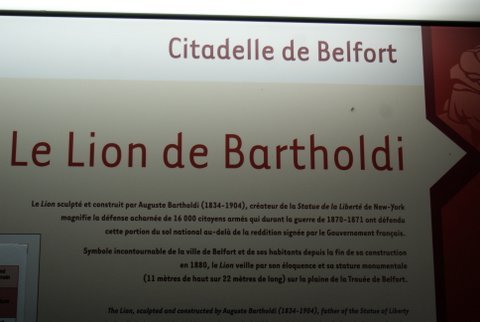 Citadelle de Belfort
Le Lion de Bartholdi
Le Lion sculpté et construit par Auguste Bartholdi (1834-1904), créateur de la Statue de la Liberté de New-York
magnifie la défense acharnée de 16 000 citoyens armés qui durant la guerre de 1870-1871 ont défendu
cette portion du sol national au-delà de la reddition signée par le Gouvernement français.
Symbole incontournable de la ville de Belfort et de ses habitants depuis la fin de sa construction
en 1880, le Lion veille par son éloquence et sa stature monumentale
(11 mètres de haut sur 22 mètres de long) sur la plaine de la Trouée de Belfort.
The Lion, sculpted and constructed by Auguste Bartholdi (1834-1904), father of the Statue of Liberty